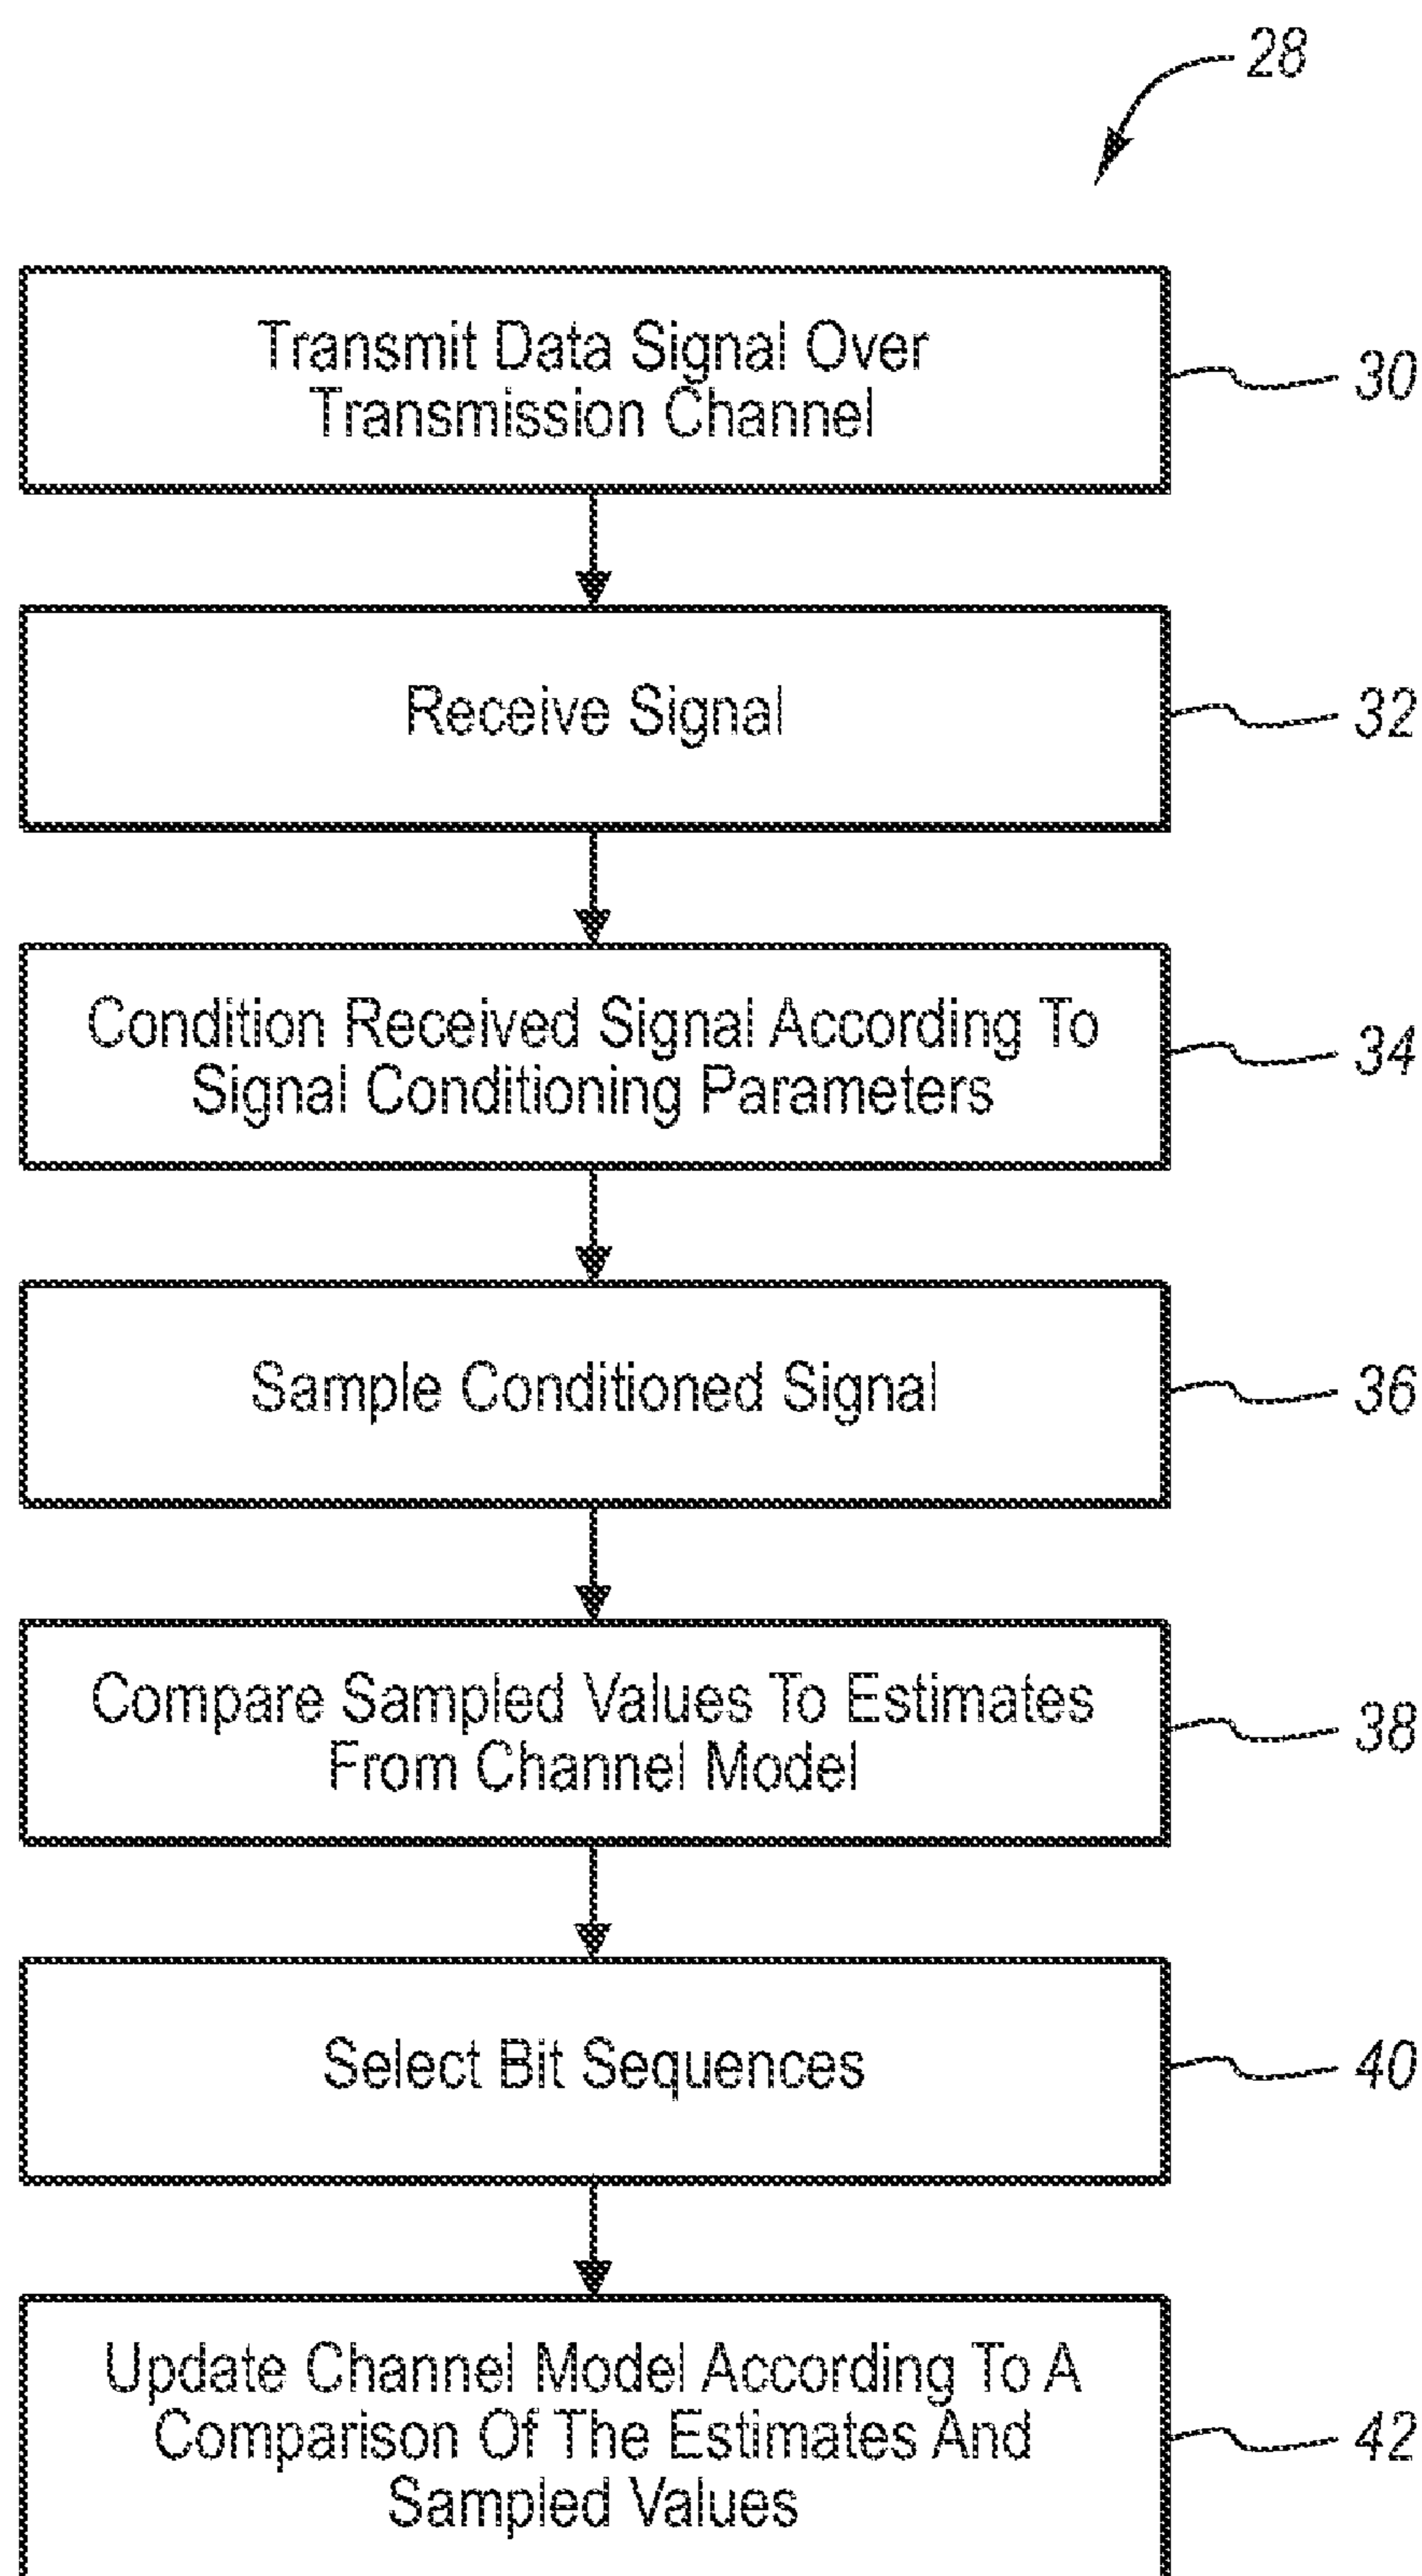 28
Transmit Data Signal Over
Transmission Channel
30
Receive Signal
32
Condition Received Signal According To
Signal Conditioning Parameters
34
Sample Conditioned Signal
36
Compare Sampled Values To Estimates
From Channel Model
38
Select Bit Sequences
40
Update Channel Model According To A
Comparison Of The Estimates And
Sampled Values
42